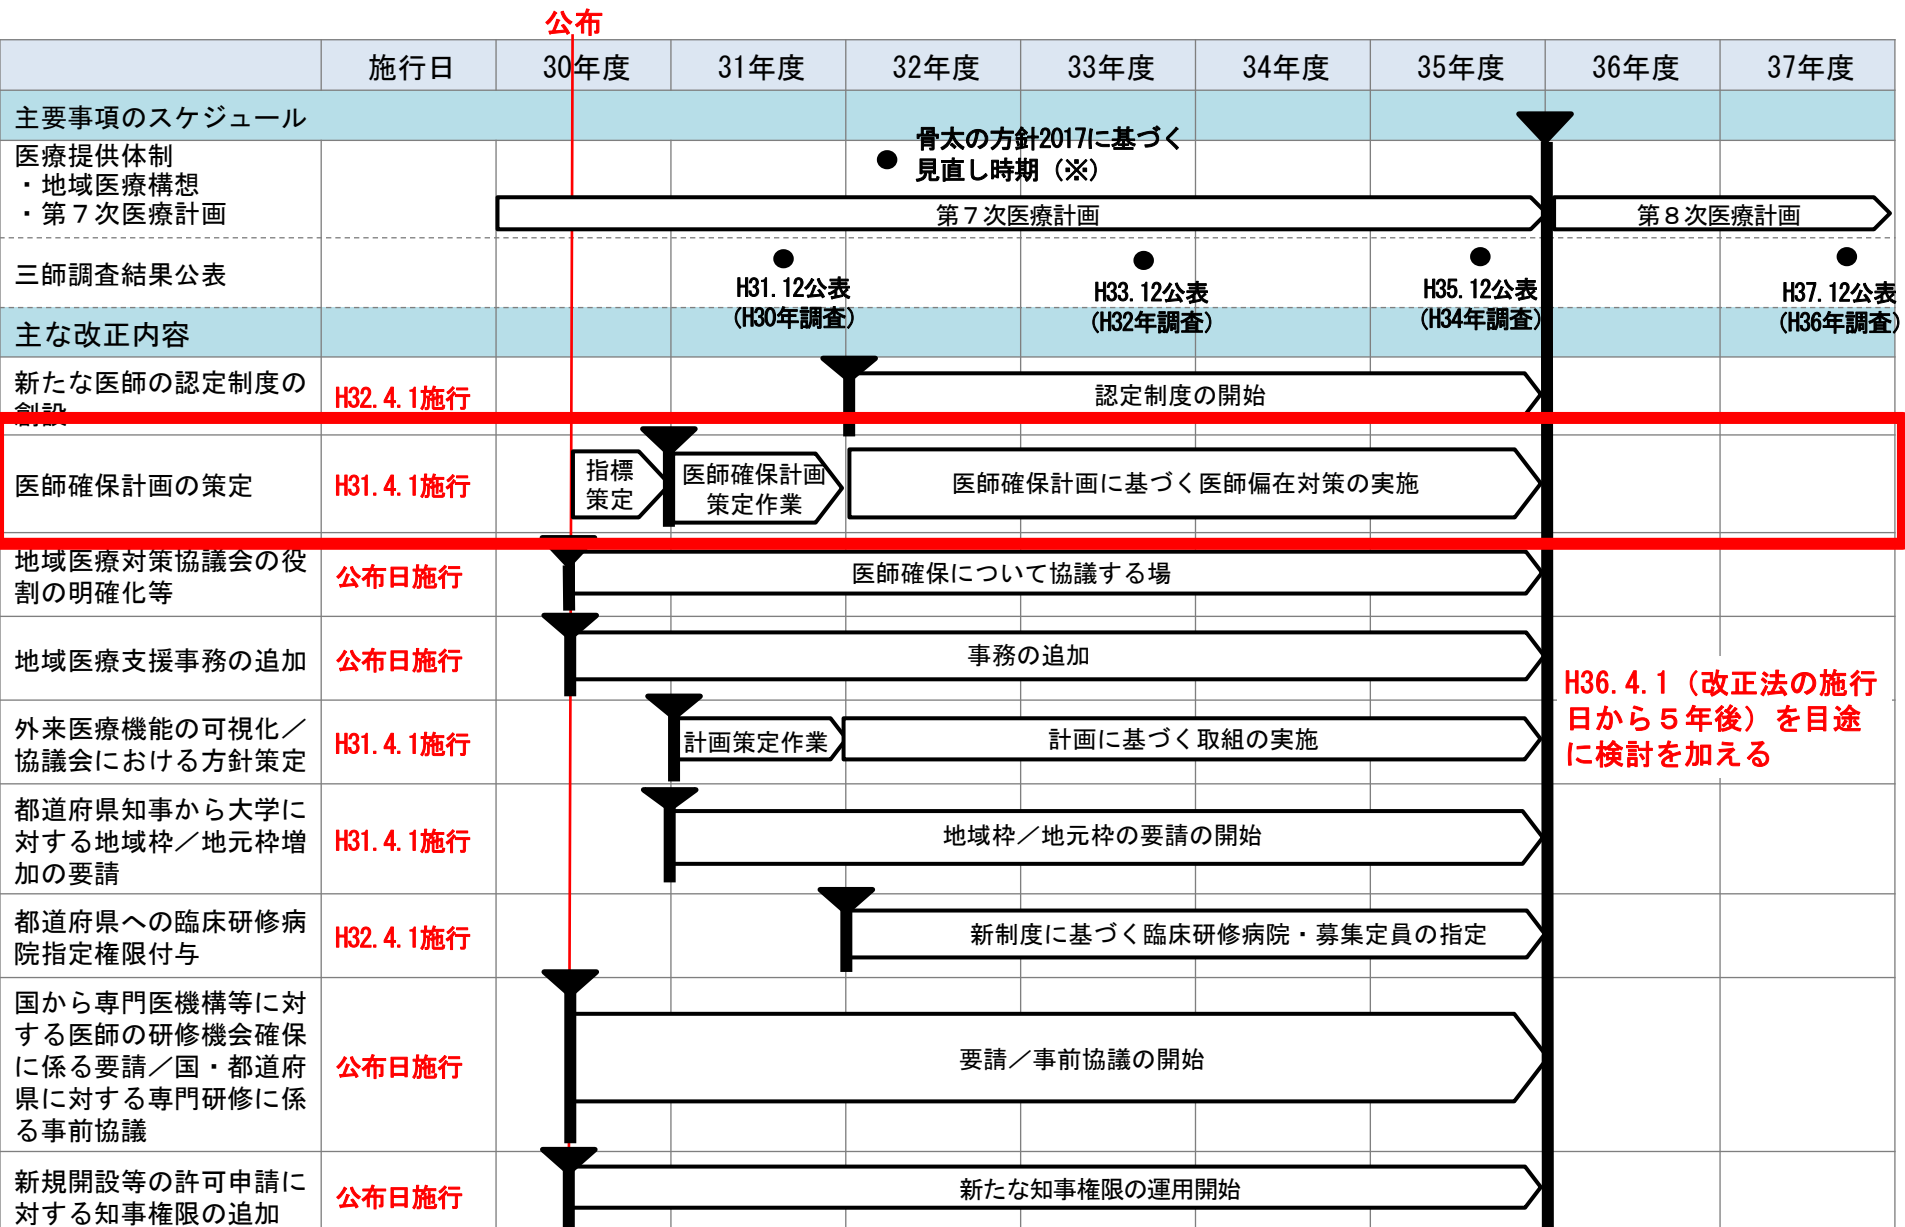 公布
施行日 30年度 31年度 32年度 33年度 34年度 35年度 36年度 37年度
主要事項のスケジュール
医療提供体制
・地域医療構想
・第７次医療計画
骨太の方針2017に基づく
見直し時期（※）
第７次医療計画
第８次医療計画
三師調査結果公表
H31.12公表
(H30年調査)
H33.12公表
(H32年調査)
H35.12公表
(H34年調査)
H37.12公表
(H36年調査)
主な改正内容
新たな医師の認定制度の
創設
H32.4.1施行
認定制度の開始
医師確保計画の策定
H31.4.1施行
指標
策定
医師確保計画
策定作業
医師確保計画に基づく医師偏在対策の実施
地域医療対策協議会の役
割の明確化等
公布日施行
医師確保について協議する場
地域医療支援事務の追加
公布日施行
事務の追加
H36.4.1（改正法の施行
日から５年後）を目途
に検討を加える
外来医療機能の可視化／
協議会における方針策定
H31.4.1施行
計画策定作業
計画に基づく取組の実施
都道府県知事から大学に
対する地域枠／地元枠増
加の要請
H31.4.1施行
地域枠／地元枠の要請の開始
都道府県への臨床研修病
院指定権限付与
H32.4.1施行
新制度に基づく臨床研修病院・募集定員の指定
国から専門医機構等に対
する医師の研修機会確保
に係る要請／国・都道府
県に対する専門研修に係
る事前協議
公布日施行
要請／事前協議の開始
新規開設等の許可申請に
対する知事権限の追加
公布日施行
新たな知事権限の運用開始